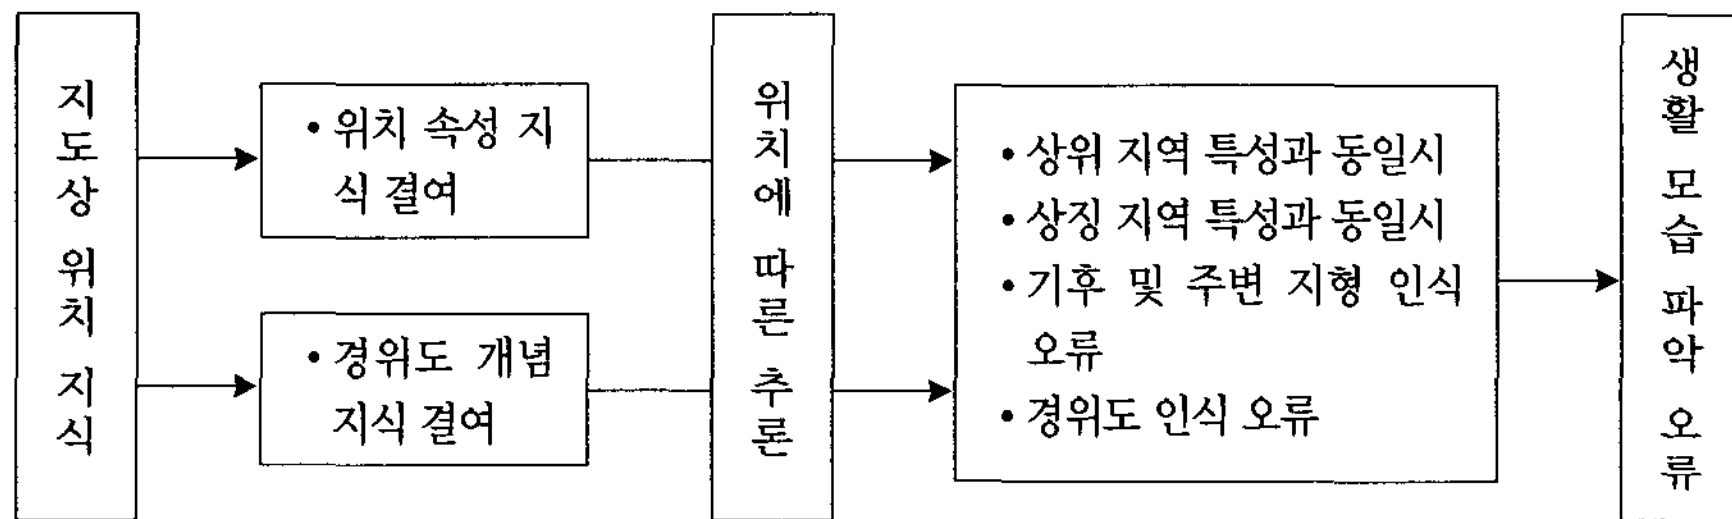 지도상 위치 지식
• 위치 속성 지
식 결여
• 경위도 개념
지식 결여
위치에 따른 추론
• 상위 지역 특성과 동일시
• 상징 지역 특성과 동일시
• 기후 및 주변 지형 인식
오류
• 경위도 인식 오류
생활 모습 파악 오류